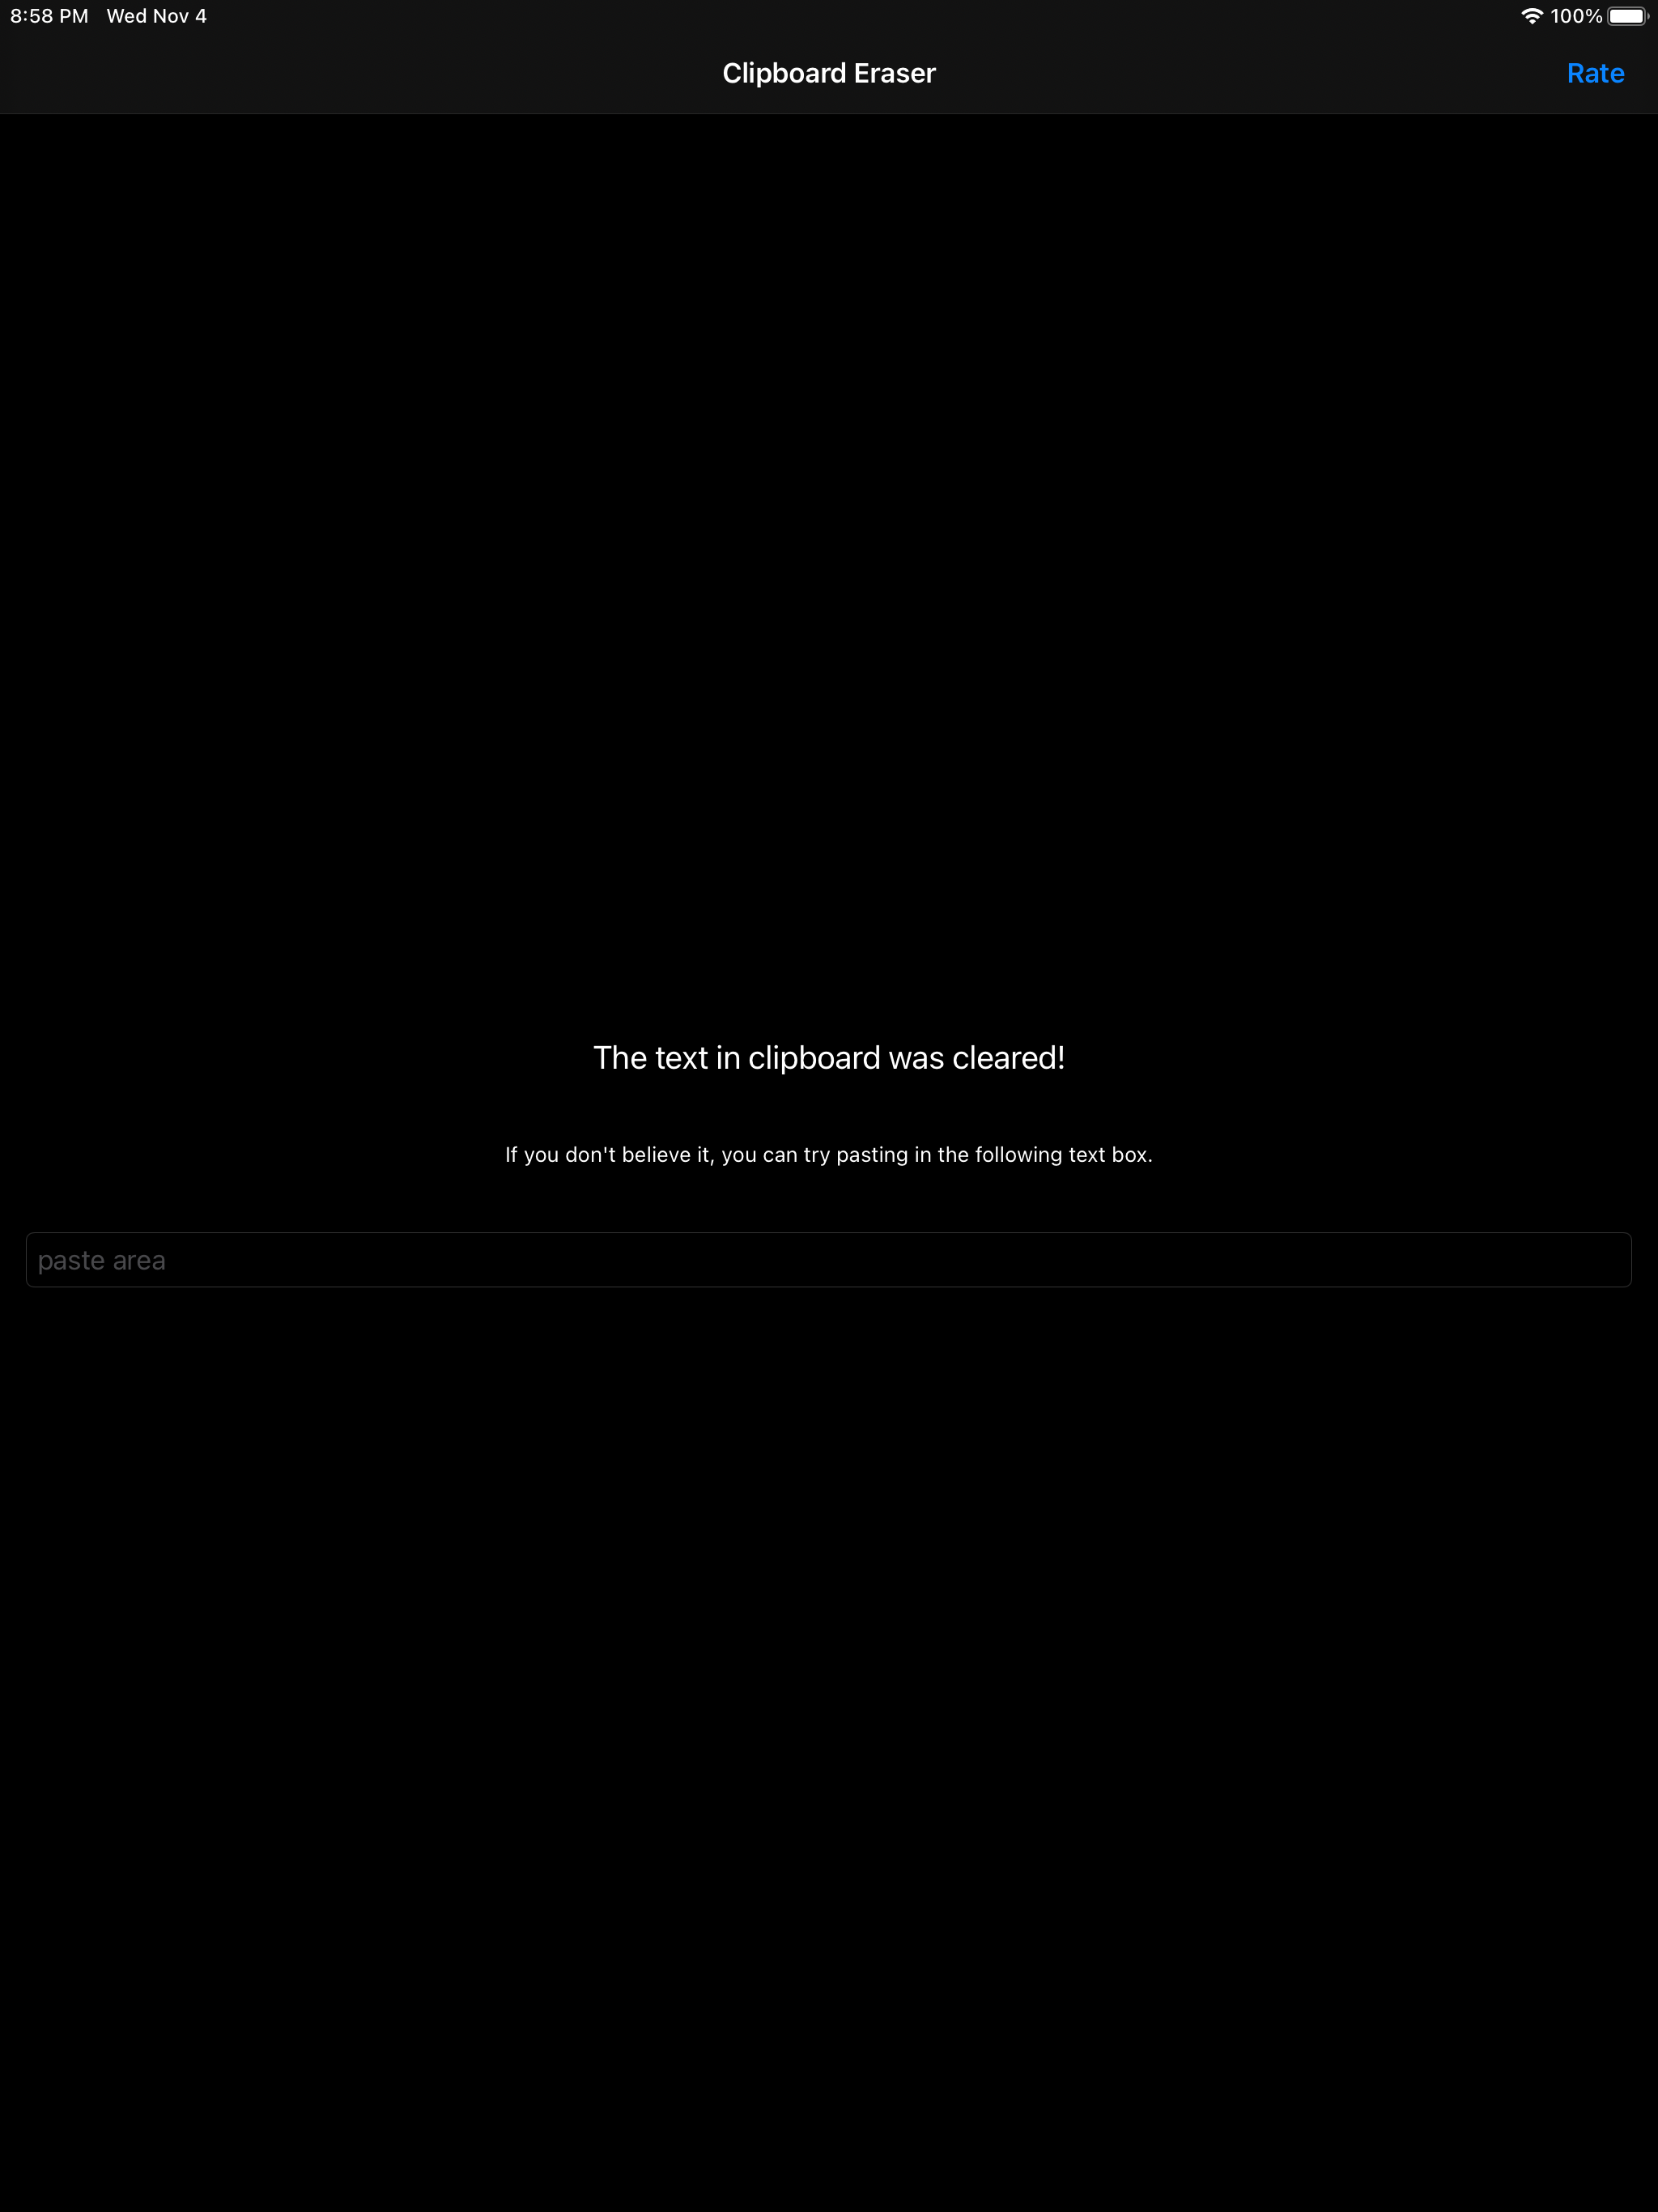 8:58 PM Wed Nov 4
100%
Clipboard Eraser
Rate
The text in clipboard was cleared!
If you don't believe it, you can try pasting in the following text box.
paste area